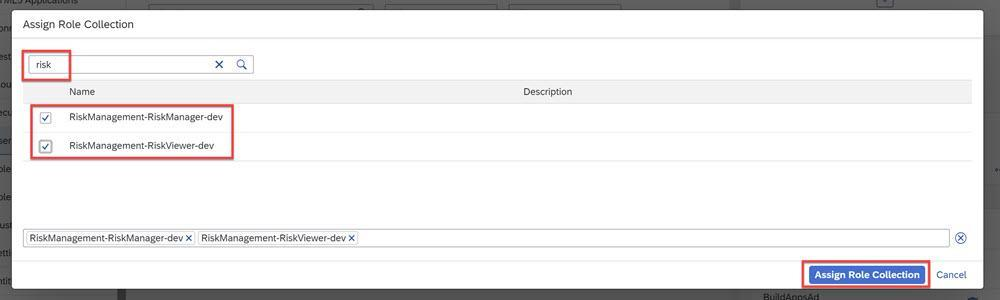 Assign Role Collection
risk
Name Description
RiskManagement-RiskManager-dev
RiskManagement-RiskViewer-dev
RiskManagement-RiskManager-dev RiskManagement-RiskViewer-dev
Assign Role Collection Cancel
BuildAppsAd